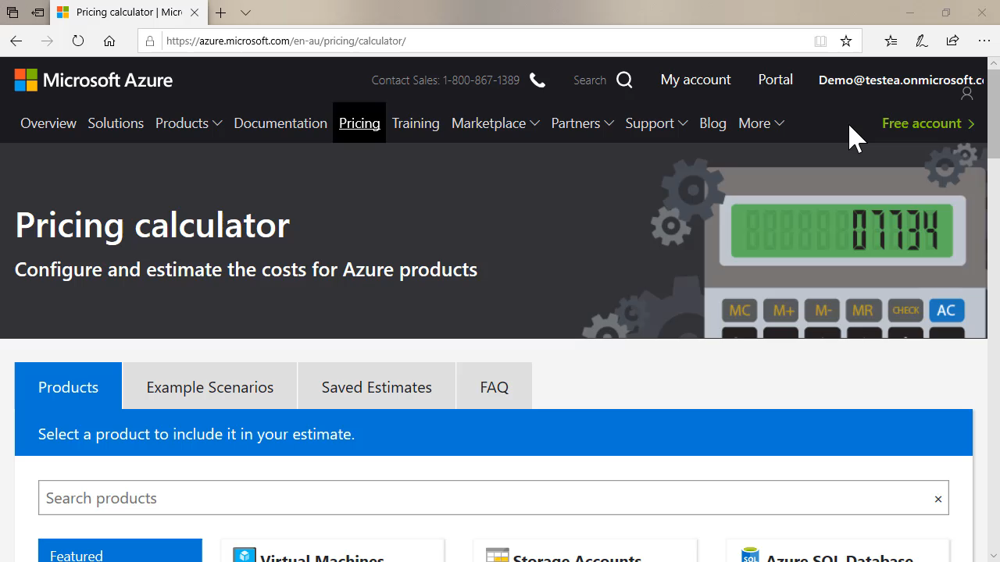 Pricing calculator | Micr
https://azure.microsoft.com/en-au/pricing/calculator/
Microsoft Azure
Contact Sales: 1-800-867-1389
Search
My account
Portal
Demo@testea.onmicrosoft.c
Overview
Solutions
Products
Documentation
Pricing
Training
Marketplace
Partners
Support
Blog
More
Free account
Pricing calculator
Configure and estimate the costs for Azure products
07734
MC
M+
M-
MR
CHECK
AC
Products
Example Scenarios
Saved Estimates
FAQ
Select a product to include it in your estimate.
Search products
Featured
Virtual Machines
Storage Accounts
SQL
Azure SQL Database